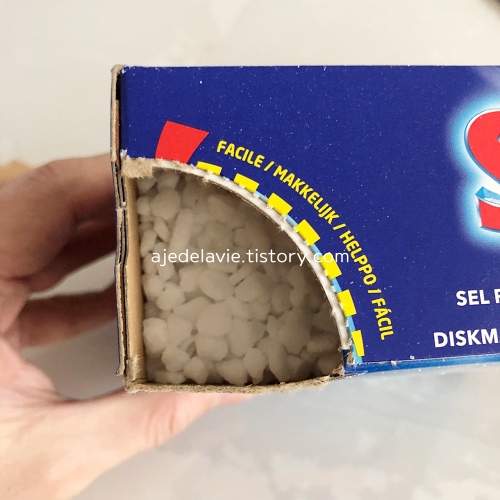 FACILE / MAKKELIJK / HELPPO / FÁCIL
ajedelavie.tistory.com
S
SEL
DISKMA